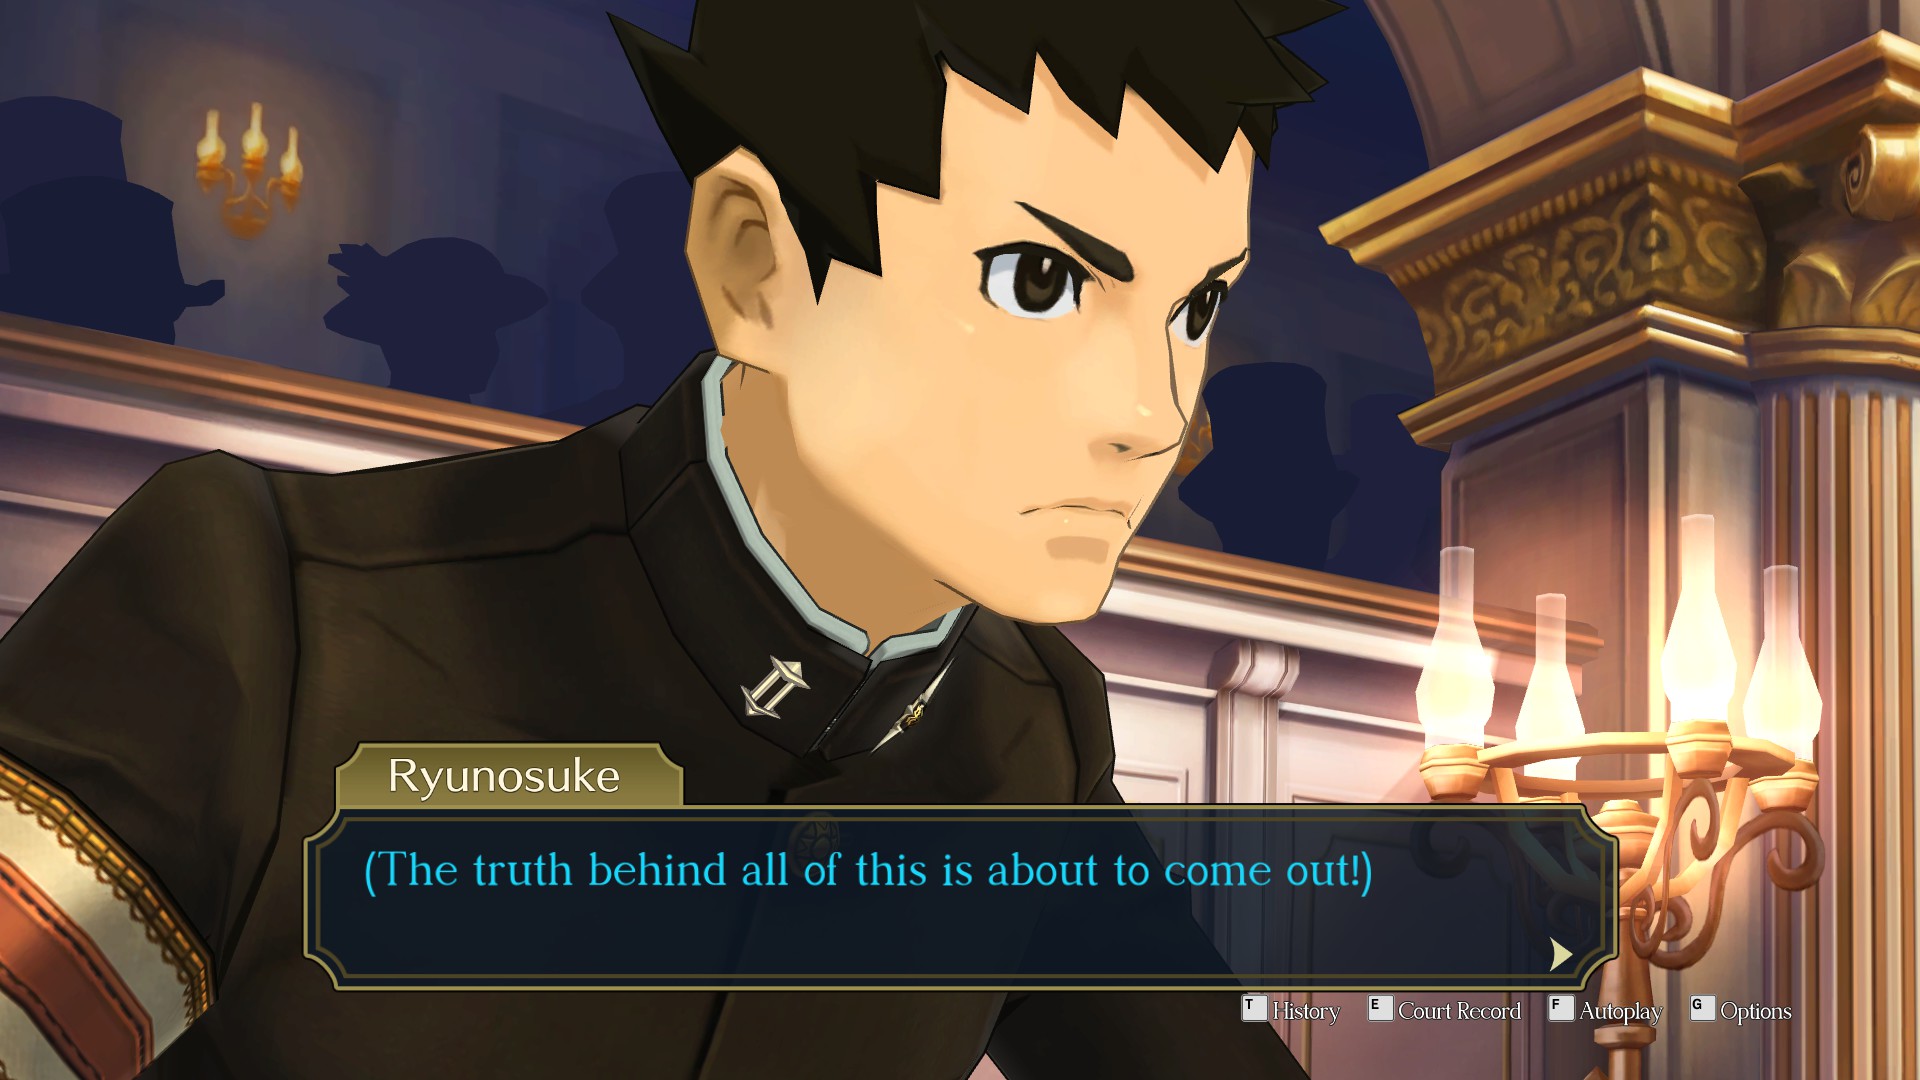 Ryunosuke
(The truth behind all of this is about to come out!)
T History E Court Record F Autoplay G Options